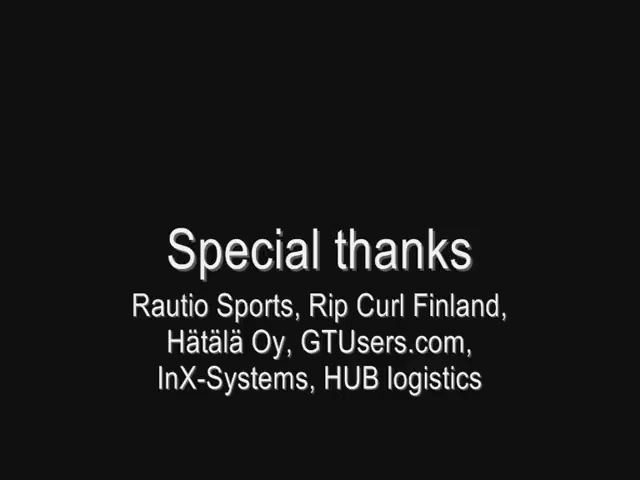 Special thanks
Rautio Sports, Rip Curl Finland,
Hätälä Oy, GTUsers.com,
InX-Systems, HUB logistics